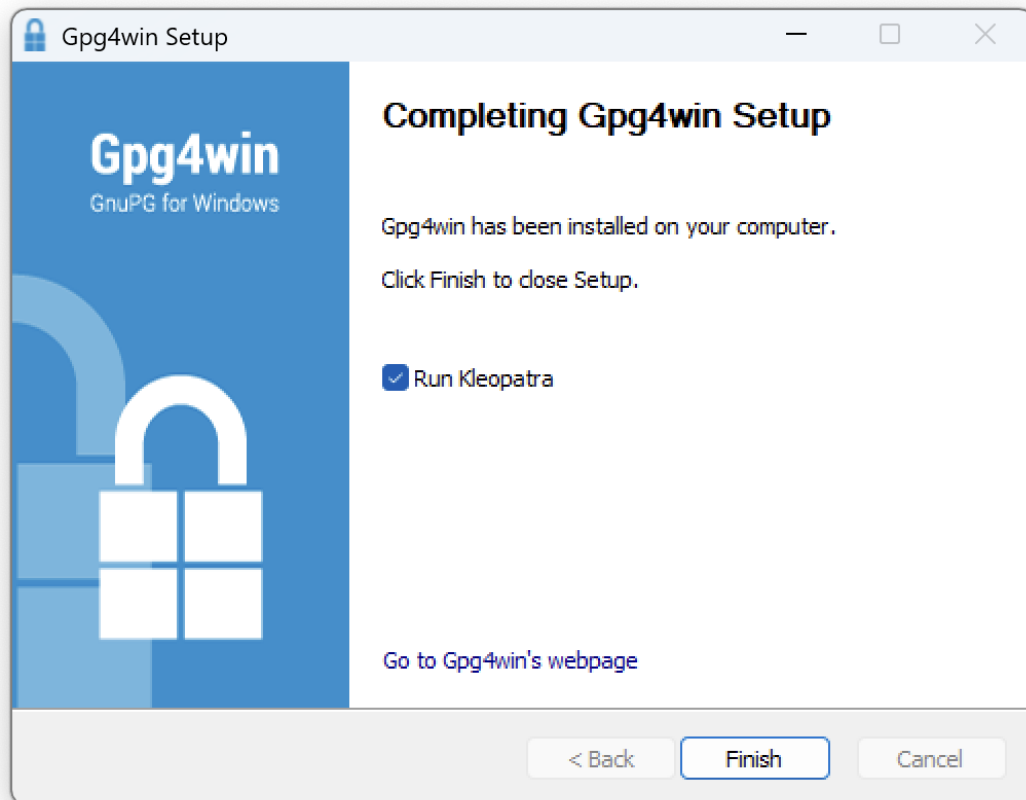 Gpg4win Setup
Gpg4win
GnuPG for Windows
Completing Gpg4win Setup
Gpg4win has been installed on your computer.
Click Finish to close Setup.
Run Kleopatra
Go to Gpg4win's webpage
< Back
Finish
Cancel